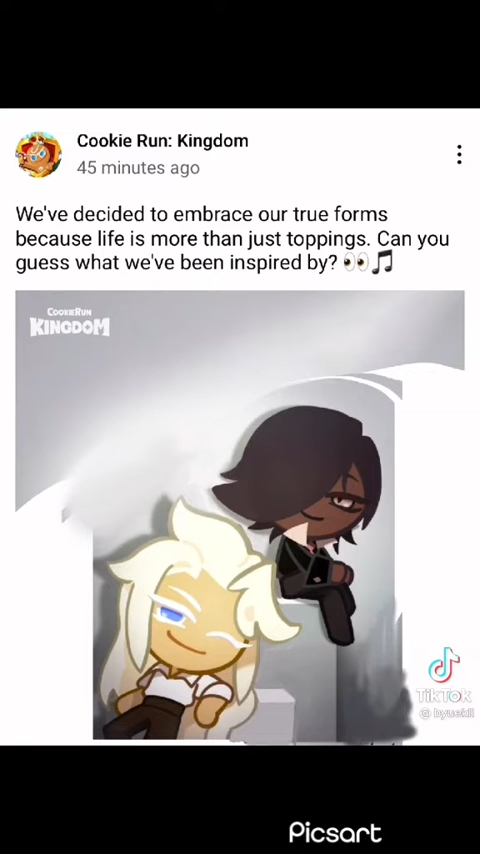 Cookie Run: Kingdom
45 minutes ago
We've decided to embrace our true forms
because life is more than just toppings. Can you
guess what we've been inspired by? 👀🎵
COOKIERUN
KINGDOM
TikTok
@byuekii
Picsart